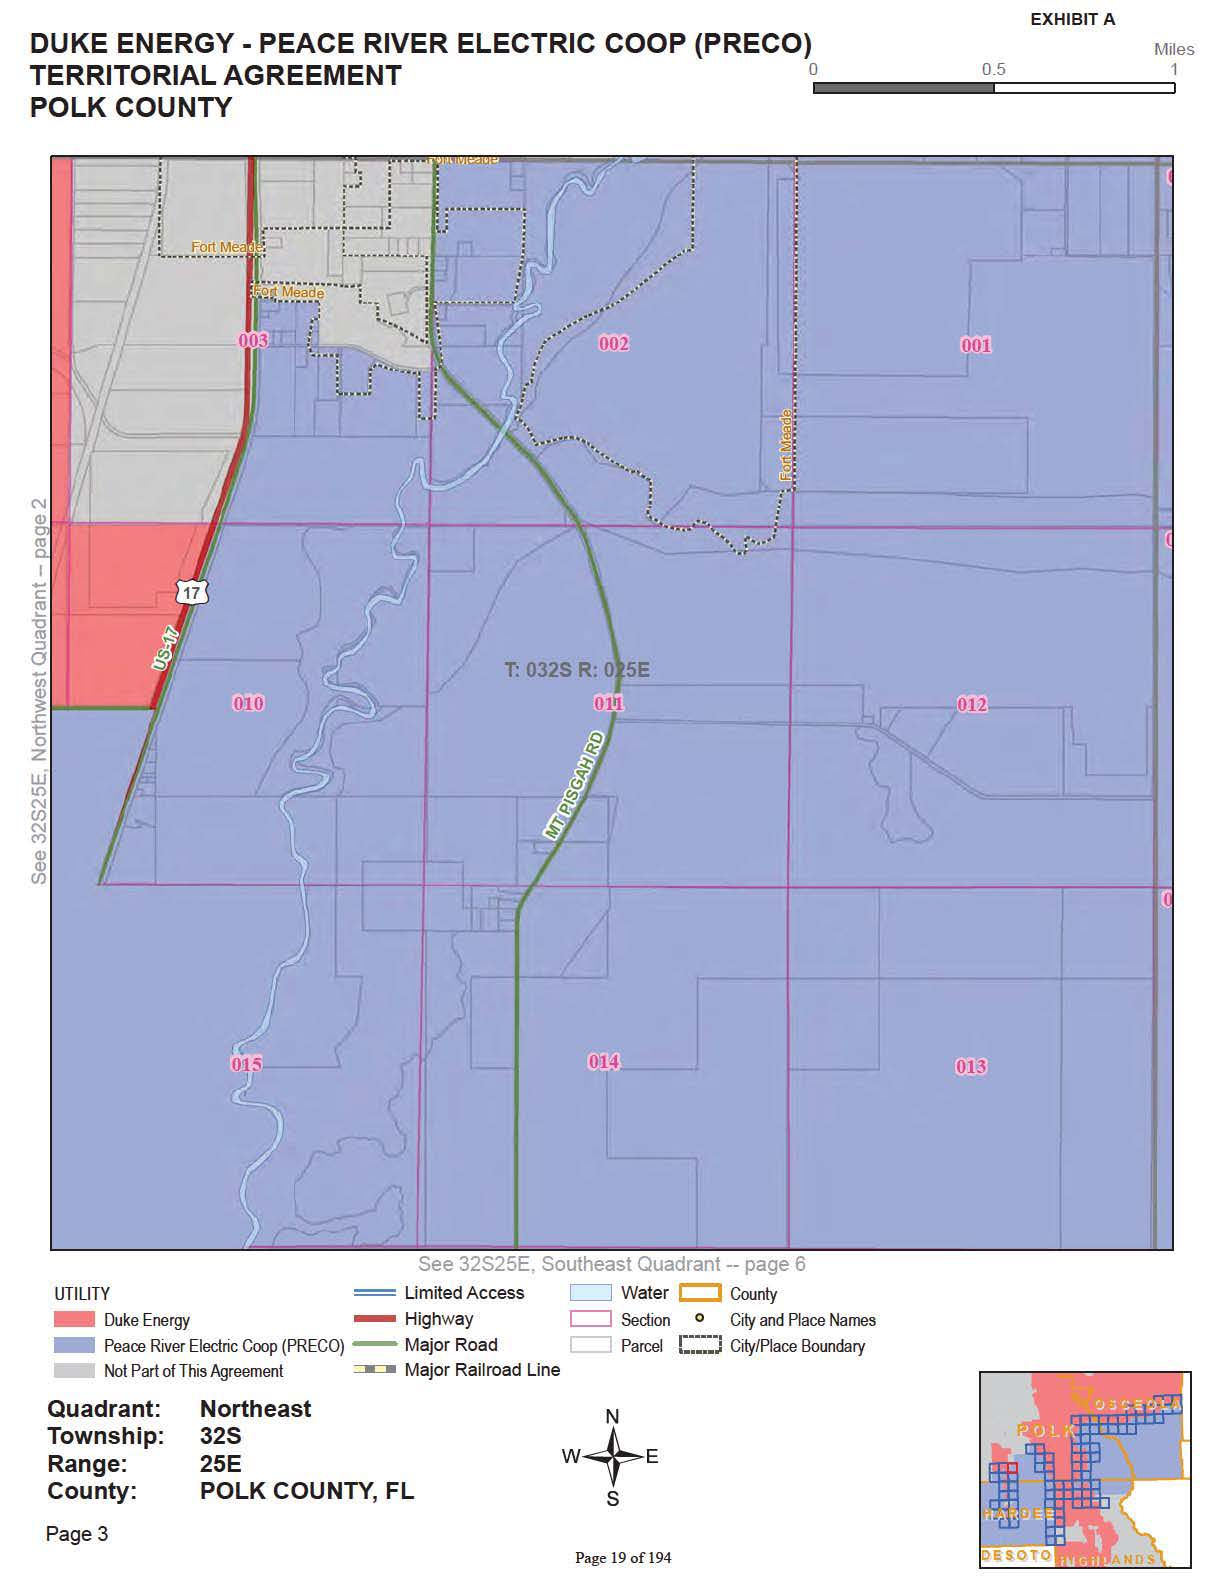 EXHIBIT A
DUKE ENERGY - PEACE RIVER ELECTRIC COOP (PRECO)
TERRITORIAL AGREEMENT
POLK COUNTY
Miles
0 0.5 1
Fort Meade
Fort Meade
Fort Meade
003
002
001
Fort Meade
See 32S25E, Northwest Quadrant -- page 2
17
US-17
T: 032S R: 025E
010
011
012
MT PISGAH RD
015
014
013
See 32S25E, Southeast Quadrant -- page 6
UTILITY
Duke Energy
Peace River Electric Coop (PRECO)
Not Part of This Agreement
Limited Access
Highway
Major Road
Major Railroad Line
Water
Section
Parcel
County
City and Place Names
City/Place Boundary
Quadrant: Northeast
Township: 32S
Range: 25E
County: POLK COUNTY, FL
Page 3
N
W E
S
Page 19 of 194
OSCEOLA
POLK
HARDEE
DESOTO
HIGHLANDS